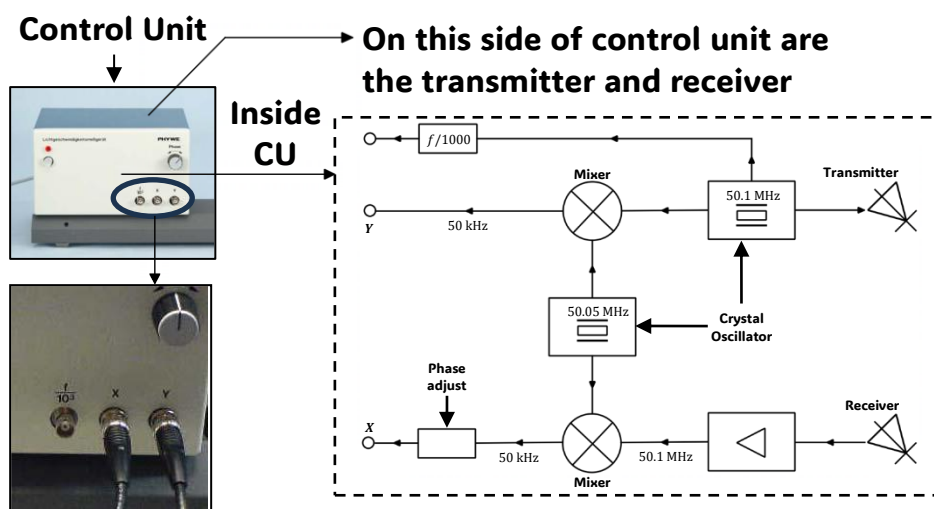 Control Unit
On this side of control unit are
the transmitter and receiver
Lichtgeschwindigkeitsmeßgerät
PHYWE
Phase
Inside
CU
f/1000
Mixer
50.1 MHz
Transmitter
Y
50 kHz
50.05 MHz
Crystal
Oscillator
Phase
adjust
X
50 kHz
Mixer
50.1 MHz
Receiver
f
10³
X
Y